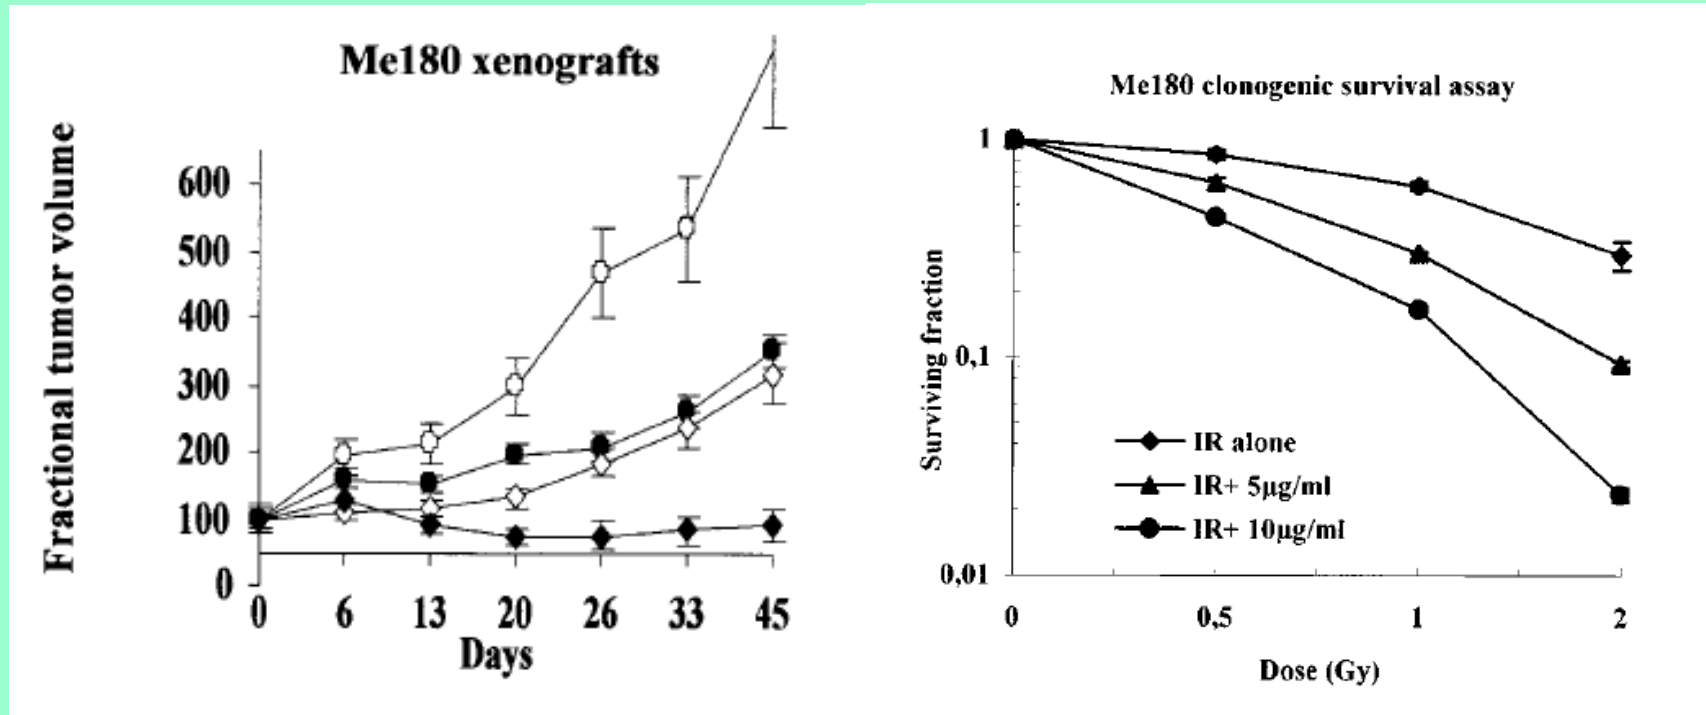 Me180 xenografts
Fractional tumor volume
600
500
400
300
200
100
0
0 6 13 20 26 33 45
Days
Me180 clonogenic survival assay
Surviving fraction
1
0,1
0,01
IR alone
IR+ 5µg/ml
IR+ 10µg/ml
0 0,5 1 2
Dose (Gy)